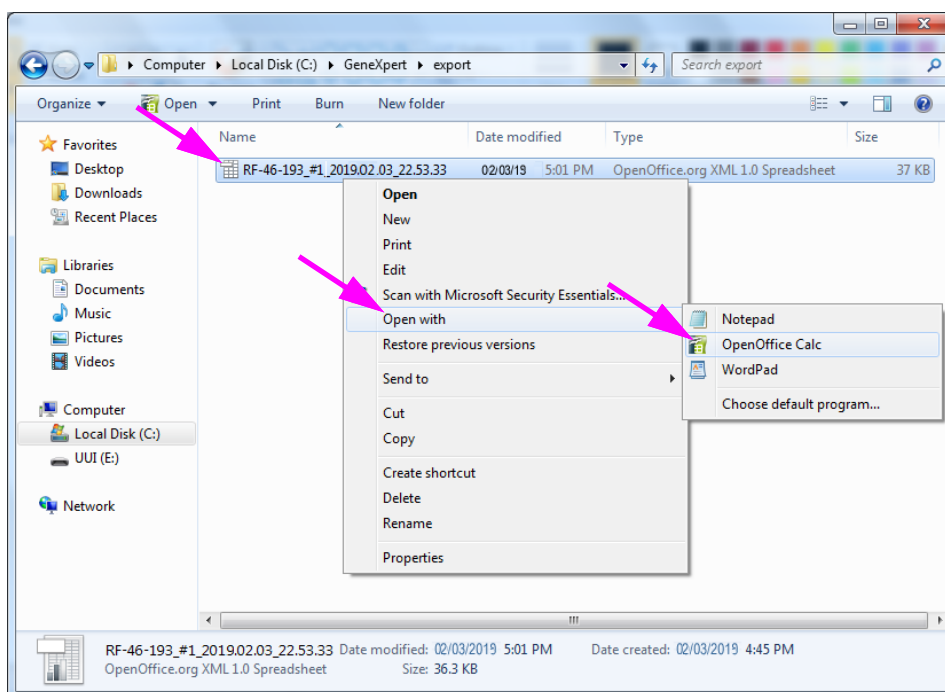 Computer ▸ Local Disk (C:) ▸ GeneXpert ▸ export
Search export
Organize Open Print Burn New folder
Name Date modified Type Size
RF-46-193_#1_2019.02.03_22.53.33 02/03/19 5:01 PM OpenOffice.org XML 1.0 Spreadsheet 37 KB
Favorites
Desktop
Downloads
Recent Places
Libraries
Documents
Music
Pictures
Videos
Computer
Local Disk (C:)
UUI (E:)
Network
Open
New
Print
Edit
Scan with Microsoft Security Essentials...
Open with
Restore previous versions
Send to
Cut
Copy
Create shortcut
Delete
Rename
Properties
Notepad
OpenOffice Calc
WordPad
Choose default program...
RF-46-193_#1_2019.02.03_22.53.33 Date modified: 02/03/2019 5:01 PM Date created: 02/03/2019 4:45 PM
OpenOffice.org XML 1.0 Spreadsheet Size: 36.3 KB